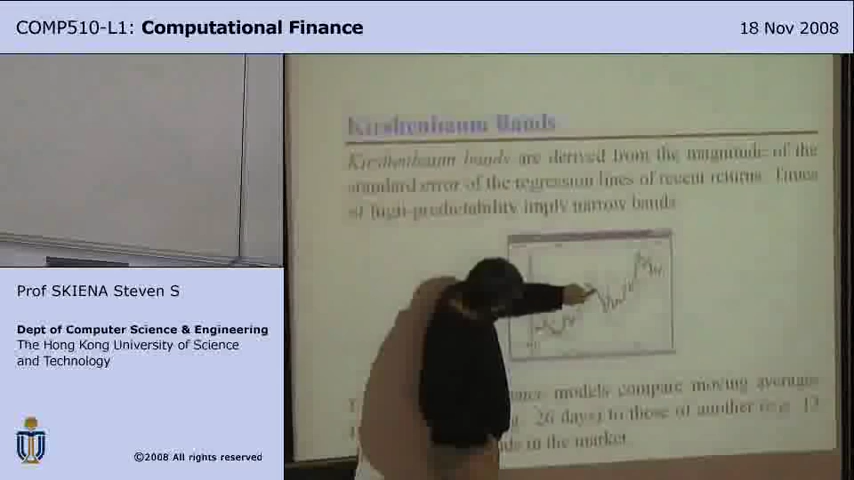 COMP510-L1: Computational Finance
18 Nov 2008
Kirshenbaum Bands
Kirshenbaum bands are derived from the magnitude of the
standard error of the regression lines of recent returns. Times
of high-predictability imply narrow bands
models compare moving averages
26 days) to those of another (e.g. 13
in the market.
Prof SKIENA Steven S
Dept of Computer Science & Engineering
The Hong Kong University of Science
and Technology
©2008 All rights reserved